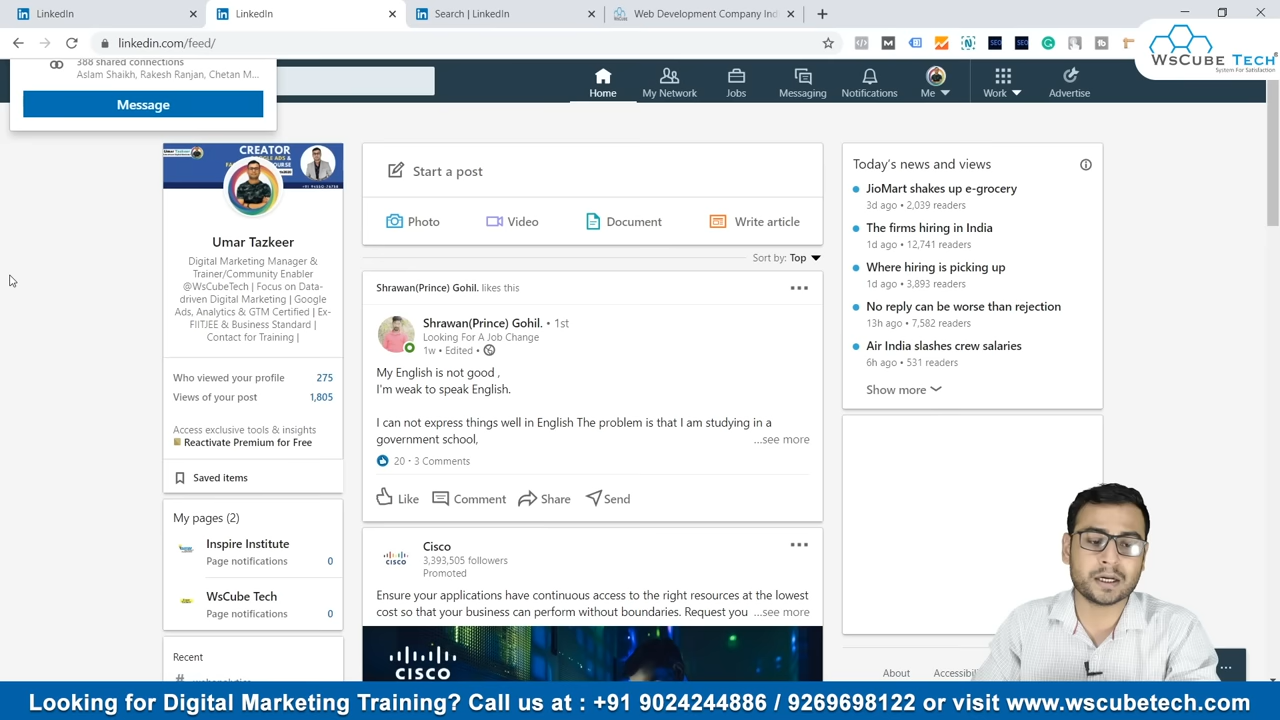 LinkedIn
LinkedIn
Search | LinkedIn
Web Development Company Ind
linkedin.com/feed/
WsCube Tech
System For Satisfaction
388 shared connections
Aslam Shaikh, Rakesh Ranjan, Chetan M...
Message
Home
My Network
Jobs
Messaging
Notifications
Me
Work
Advertise
CREATOR
Umar Tazkeer
Umar Tazkeer
Digital Marketing Manager &
Trainer/Community Enabler
@WsCubeTech | Focus on Data-
driven Digital Marketing | Google
Ads, Analytics & GTM Certified | Ex-
FIITJEE & Business Standard |
Contact for Training |
Who viewed your profile 275
Views of your post 1,805
Access exclusive tools & insights
Reactivate Premium for Free
Saved items
My pages (2)
Inspire Institute
Page notifications 0
WsCube Tech
Page notifications 0
Recent
Start a post
Photo
Video
Document
Write article
Sort by: Top
Shrawan(Prince) Gohil. likes this
Shrawan(Prince) Gohil. • 1st
Looking For A Job Change
1w • Edited •
My English is not good ,
I'm weak to speak English.
I can not express things well in English The problem is that I am studying in a
government school, ...see more
20 · 3 Comments
Like
Comment
Share
Send
Cisco
3,393,505 followers
Promoted
Ensure your applications have continuous access to the right resources at the lowest
cost so that your business can perform without boundaries. Request you ...see more
CISCO
Today's news and views
JioMart shakes up e-grocery
3d ago • 2,039 readers
The firms hiring in India
1d ago • 12,741 readers
Where hiring is picking up
1d ago • 3,893 readers
No reply can be worse than rejection
13h ago • 7,582 readers
Air India slashes crew salaries
6h ago • 531 readers
Show more
About
Looking for Digital Marketing Training? Call us at : +91 9024244886 / 9269698122 or visit www.wscubetech.com